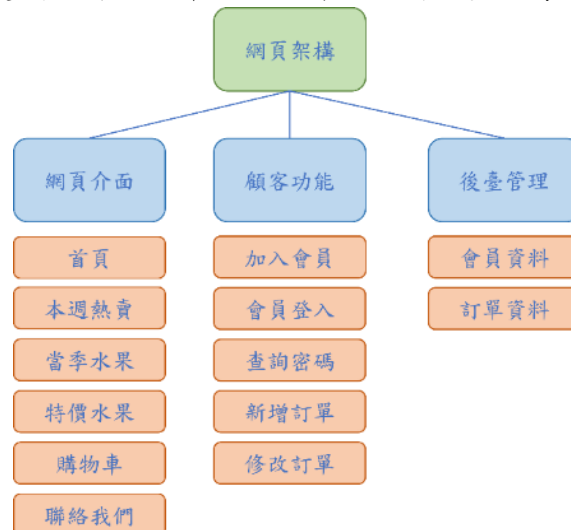 網頁架構
網頁介面
顧客功能
後臺管理
首頁
加入會員
會員資料
本週熱賣
會員登入
訂單資料
當季水果
查詢密碼
特價水果
新增訂單
購物車
修改訂單
聯絡我們